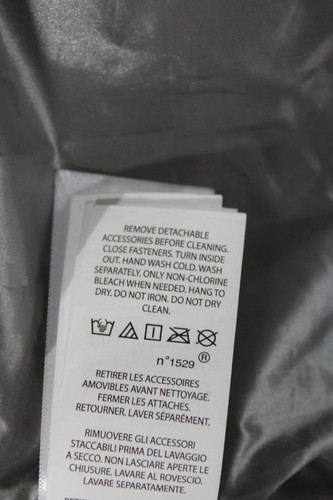 REMOVE DETACHABLE
ACCESSORIES BEFORE CLEANING.
CLOSE FASTENERS. TURN INSIDE
OUT. HAND WASH COLD. WASH
SEPARATELY. ONLY NON-CHLORINE
BLEACH WHEN NEEDED. HANG TO
DRY. DO NOT IRON. DO NOT DRY
CLEAN.
n°1529 ®
RETIRER LES ACCESSOIRES
AMOVIBLES AVANT NETTOYAGE.
FERMER LES ATTACHES.
RETOURNER. LAVER SÉPARÉMENT.
RIMUOVERE GLI ACCESSORI
STACCABILI PRIMA DEL LAVAGGIO
A SECCO. NON LASCIARE APERTE LE
CHIUSURE. LAVARE AL ROVESCIO.
LAVARE SEPARATAMENTE.